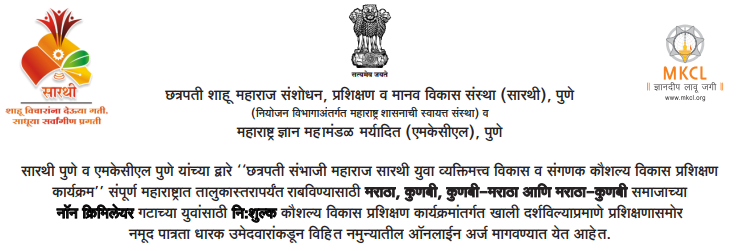 सारथी
शाहू विचारांना देऊया गती,
साधूया सर्वांगीण प्रगती
सत्यमेव जयते
MKCL
॥ ज्ञानदीप लावू जगी ॥
www.mkcl.org
छत्रपती शाहू महाराज संशोधन, प्रशिक्षण व मानव विकास संस्था (सारथी), पुणे
(नियोजन विभागाअंतर्गत महाराष्ट्र शासनाची स्वायत्त संस्था) व
महाराष्ट्र ज्ञान महामंडळ मर्यादित (एमकेसीएल), पुणे
सारथी पुणे व एमकेसीएल पुणे यांच्या द्वारे ''छत्रपती संभाजी महाराज सारथी युवा व्यक्तिमत्त्व विकास व संगणक कौशल्य विकास प्रशिक्षण
कार्यक्रम'' संपूर्ण महाराष्ट्रात तालुकास्तरापर्यंत राबविण्यासाठी मराठा, कुणबी, कुणबी-मराठा आणि मराठा-कुणबी समाजाच्या
नॉन क्रिमिलेयर गटाच्या युवांसाठी नि:शुल्क कौशल्य विकास प्रशिक्षण कार्यक्रमांतर्गत खाली दर्शविल्याप्रमाणे प्रशिक्षणासमोर
नमूद पात्रता धारक उमेदवारांकडून विहित नमुन्यातील ऑनलाईन अर्ज मागवण्यात येत आहेत.